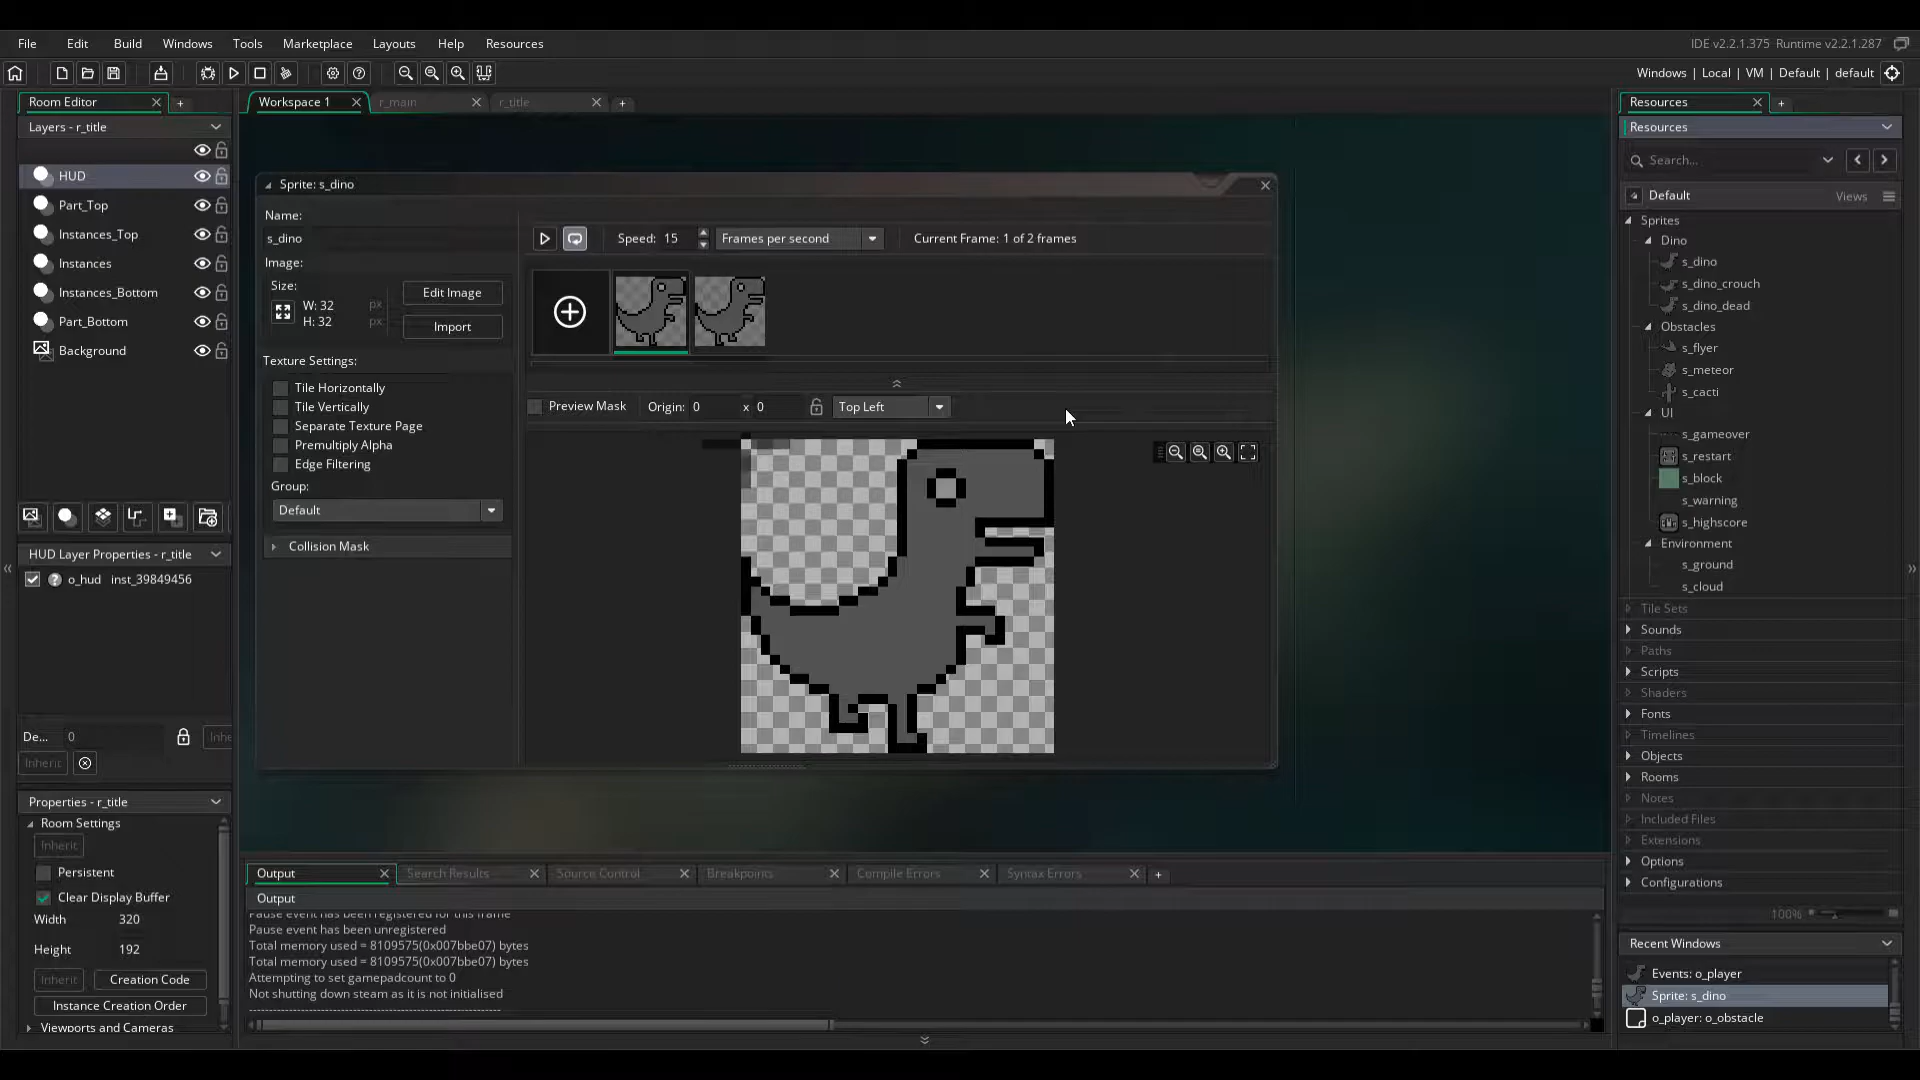 File Edit Build Windows Tools Marketplace Layouts Help Resources
IDE v2.2.1.375 Runtime v2.2.1.287
Windows | Local | VM | Default | default
Room Editor
Layers - r_title
HUD
Part_Top
Instances_Top
Instances
Instances_Bottom
Part_Bottom
Background
HUD Layer Properties - r_title
o_hud inst_39849456
De... 0
Inhe
Inherit
Properties - r_title
Room Settings
Inherit
Persistent
Clear Display Buffer
Width 320
Height 192
Inherit Creation Code
Instance Creation Order
Viewports and Cameras
Workspace 1 r_main r_title
Sprite: s_dino
Name:
s_dino
Image:
Size:
W: 32 px
H: 32 px
Edit Image
Import
Texture Settings:
Tile Horizontally
Tile Vertically
Separate Texture Page
Premultiply Alpha
Edge Filtering
Group:
Default
Collision Mask
Speed: 15 Frames per second Current Frame: 1 of 2 frames
Preview Mask Origin: 0 x 0 Top Left
Output Search Results Source Control Breakpoints Compile Errors Syntax Errors
Output
Pause event has been registered for this frame
Pause event has been unregistered
Total memory used = 8109575(0x007bbe07) bytes
Total memory used = 8109575(0x007bbe07) bytes
Attempting to set gamepadcount to 0
Not shutting down steam as it is not initialised
Resources
Resources
Search...
Default Views
Sprites
Dino
s_dino
s_dino_crouch
s_dino_dead
Obstacles
s_flyer
s_meteor
s_cacti
UI
s_gameover
s_restart
s_block
s_warning
s_highscore
Environment
s_ground
s_cloud
Tile Sets
Sounds
Paths
Scripts
Shaders
Fonts
Timelines
Objects
Rooms
Notes
Included Files
Extensions
Options
Configurations
100%
Recent Windows
Events: o_player
Sprite: s_dino
o_player: o_obstacle